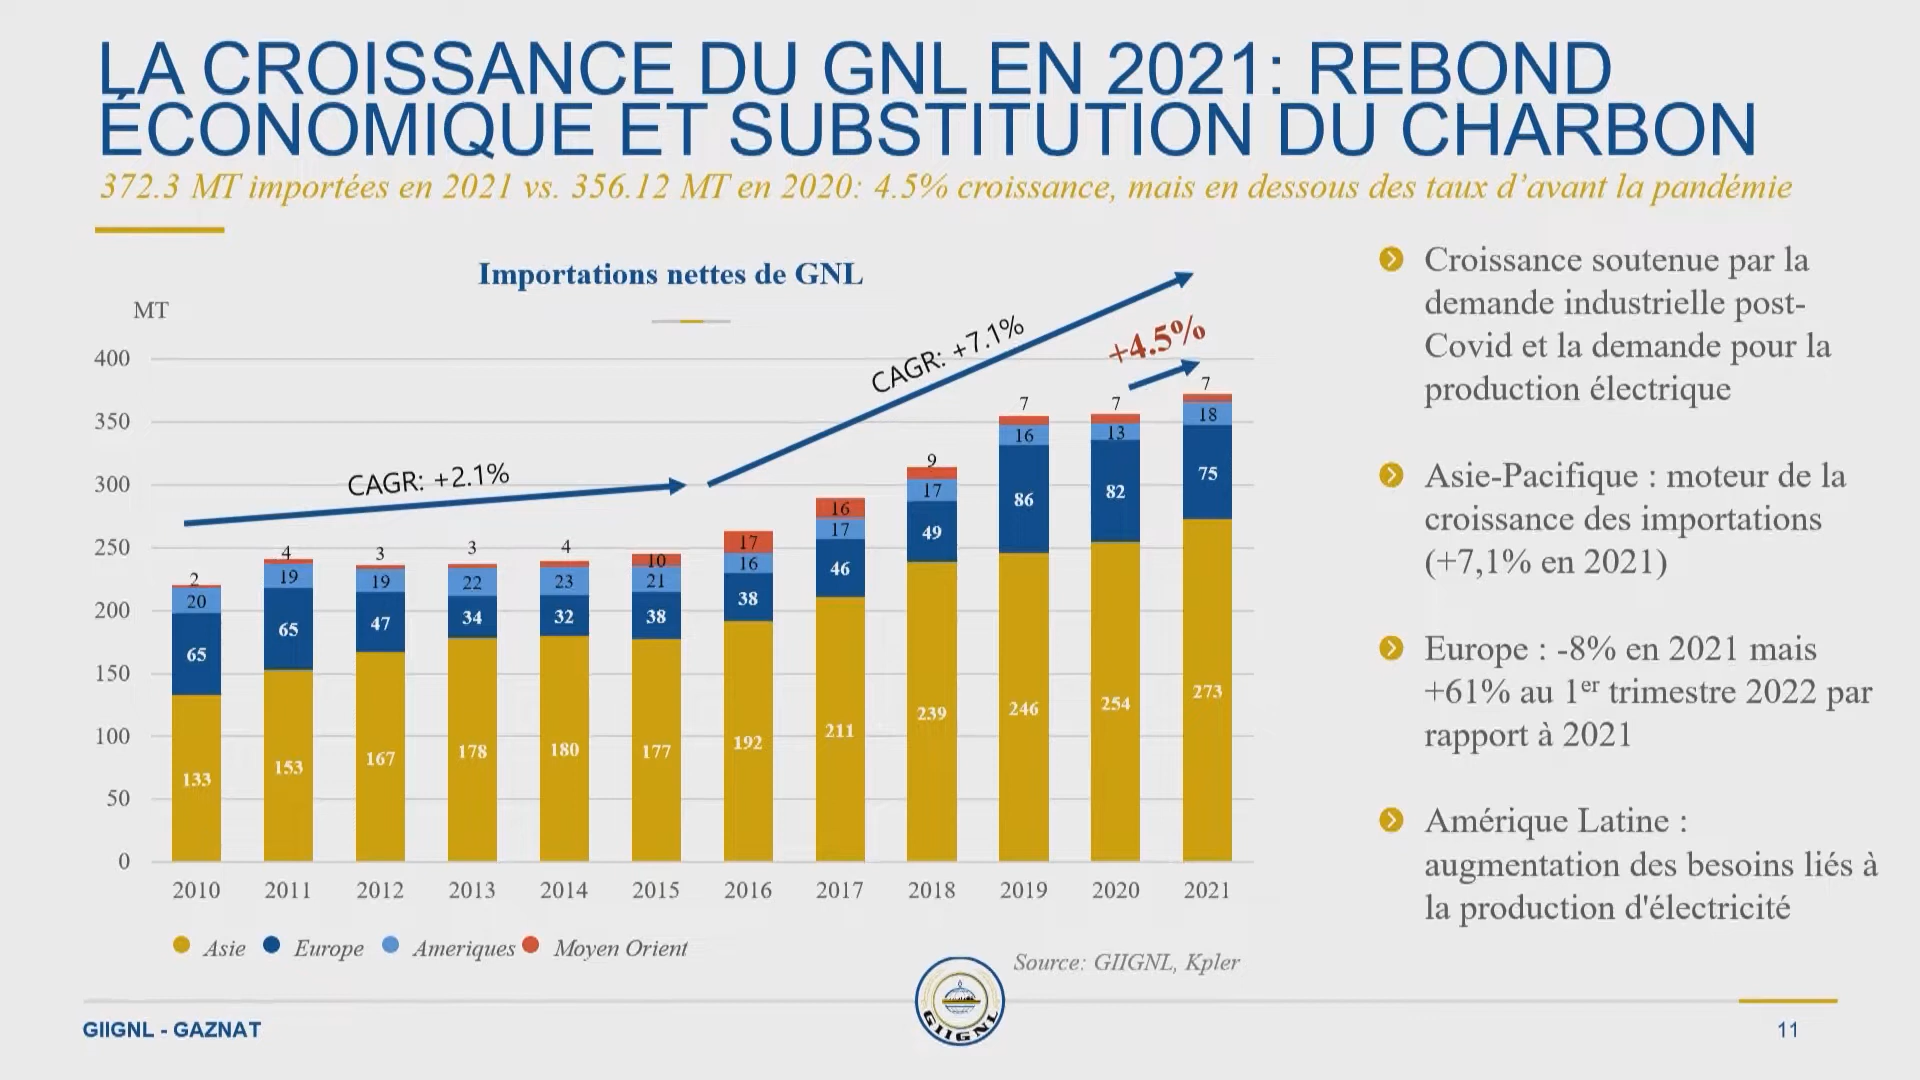 LA CROISSANCE DU GNL EN 2021: REBOND
ÉCONOMIQUE ET SUBSTITUTION DU CHARBON
372.3 MT importées en 2021 vs. 356.12 MT en 2020: 4.5% croissance, mais en dessous des taux d'avant la pandémie
Importations nettes de GNL
MT
CAGR: +2.1%
CAGR: +7.1%
+4.5%
400
350
300
250
200
150
100
50
0
2 4 3 3 4 10 17 16 9 7 7 7
20 19 19 22 23 21 16 17 17 16 13 18
65 65 47 34 32 38 38 46 49 86 82 75
133 153 167 178 180 177 192 211 239 246 254 273
2010 2011 2012 2013 2014 2015 2016 2017 2018 2019 2020 2021
Asie Europe Ameriques Moyen Orient
Source: GIIGNL, Kpler
Croissance soutenue par la
demande industrielle post-
Covid et la demande pour la
production électrique
Asie-Pacifique : moteur de la
croissance des importations
(+7,1% en 2021)
Europe : -8% en 2021 mais
+61% au 1er trimestre 2022 par
rapport à 2021
Amérique Latine :
augmentation des besoins liés à
la production d'électricité
GIIGNL - GAZNAT
GIIGNL
11